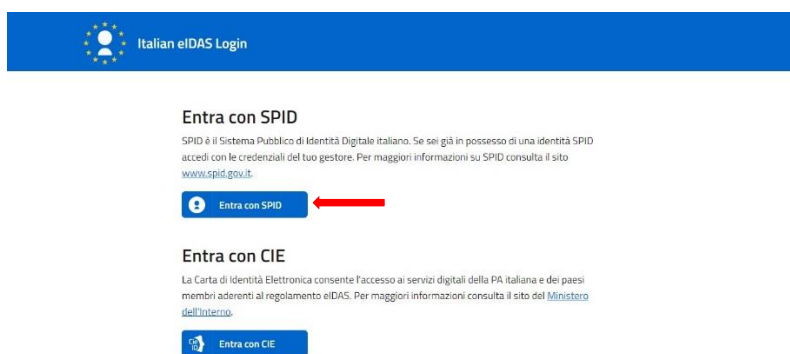 Italian eIDAS Login
Entra con SPID
SPID è il Sistema Pubblico di Identità Digitale italiano. Se sei già in possesso di una identità SPID
accedi con le credenziali del tuo gestore. Per maggiori informazioni su SPID consulta il sito
www.spid.gov.it.
Entra con SPID
Entra con CIE
La Carta di Identità Elettronica consente l'accesso ai servizi digitali della PA italiana e dei paesi
membri aderenti al regolamento eIDAS. Per maggiori informazioni consulta il sito del Ministero
dell'Interno.
Entra con CIE